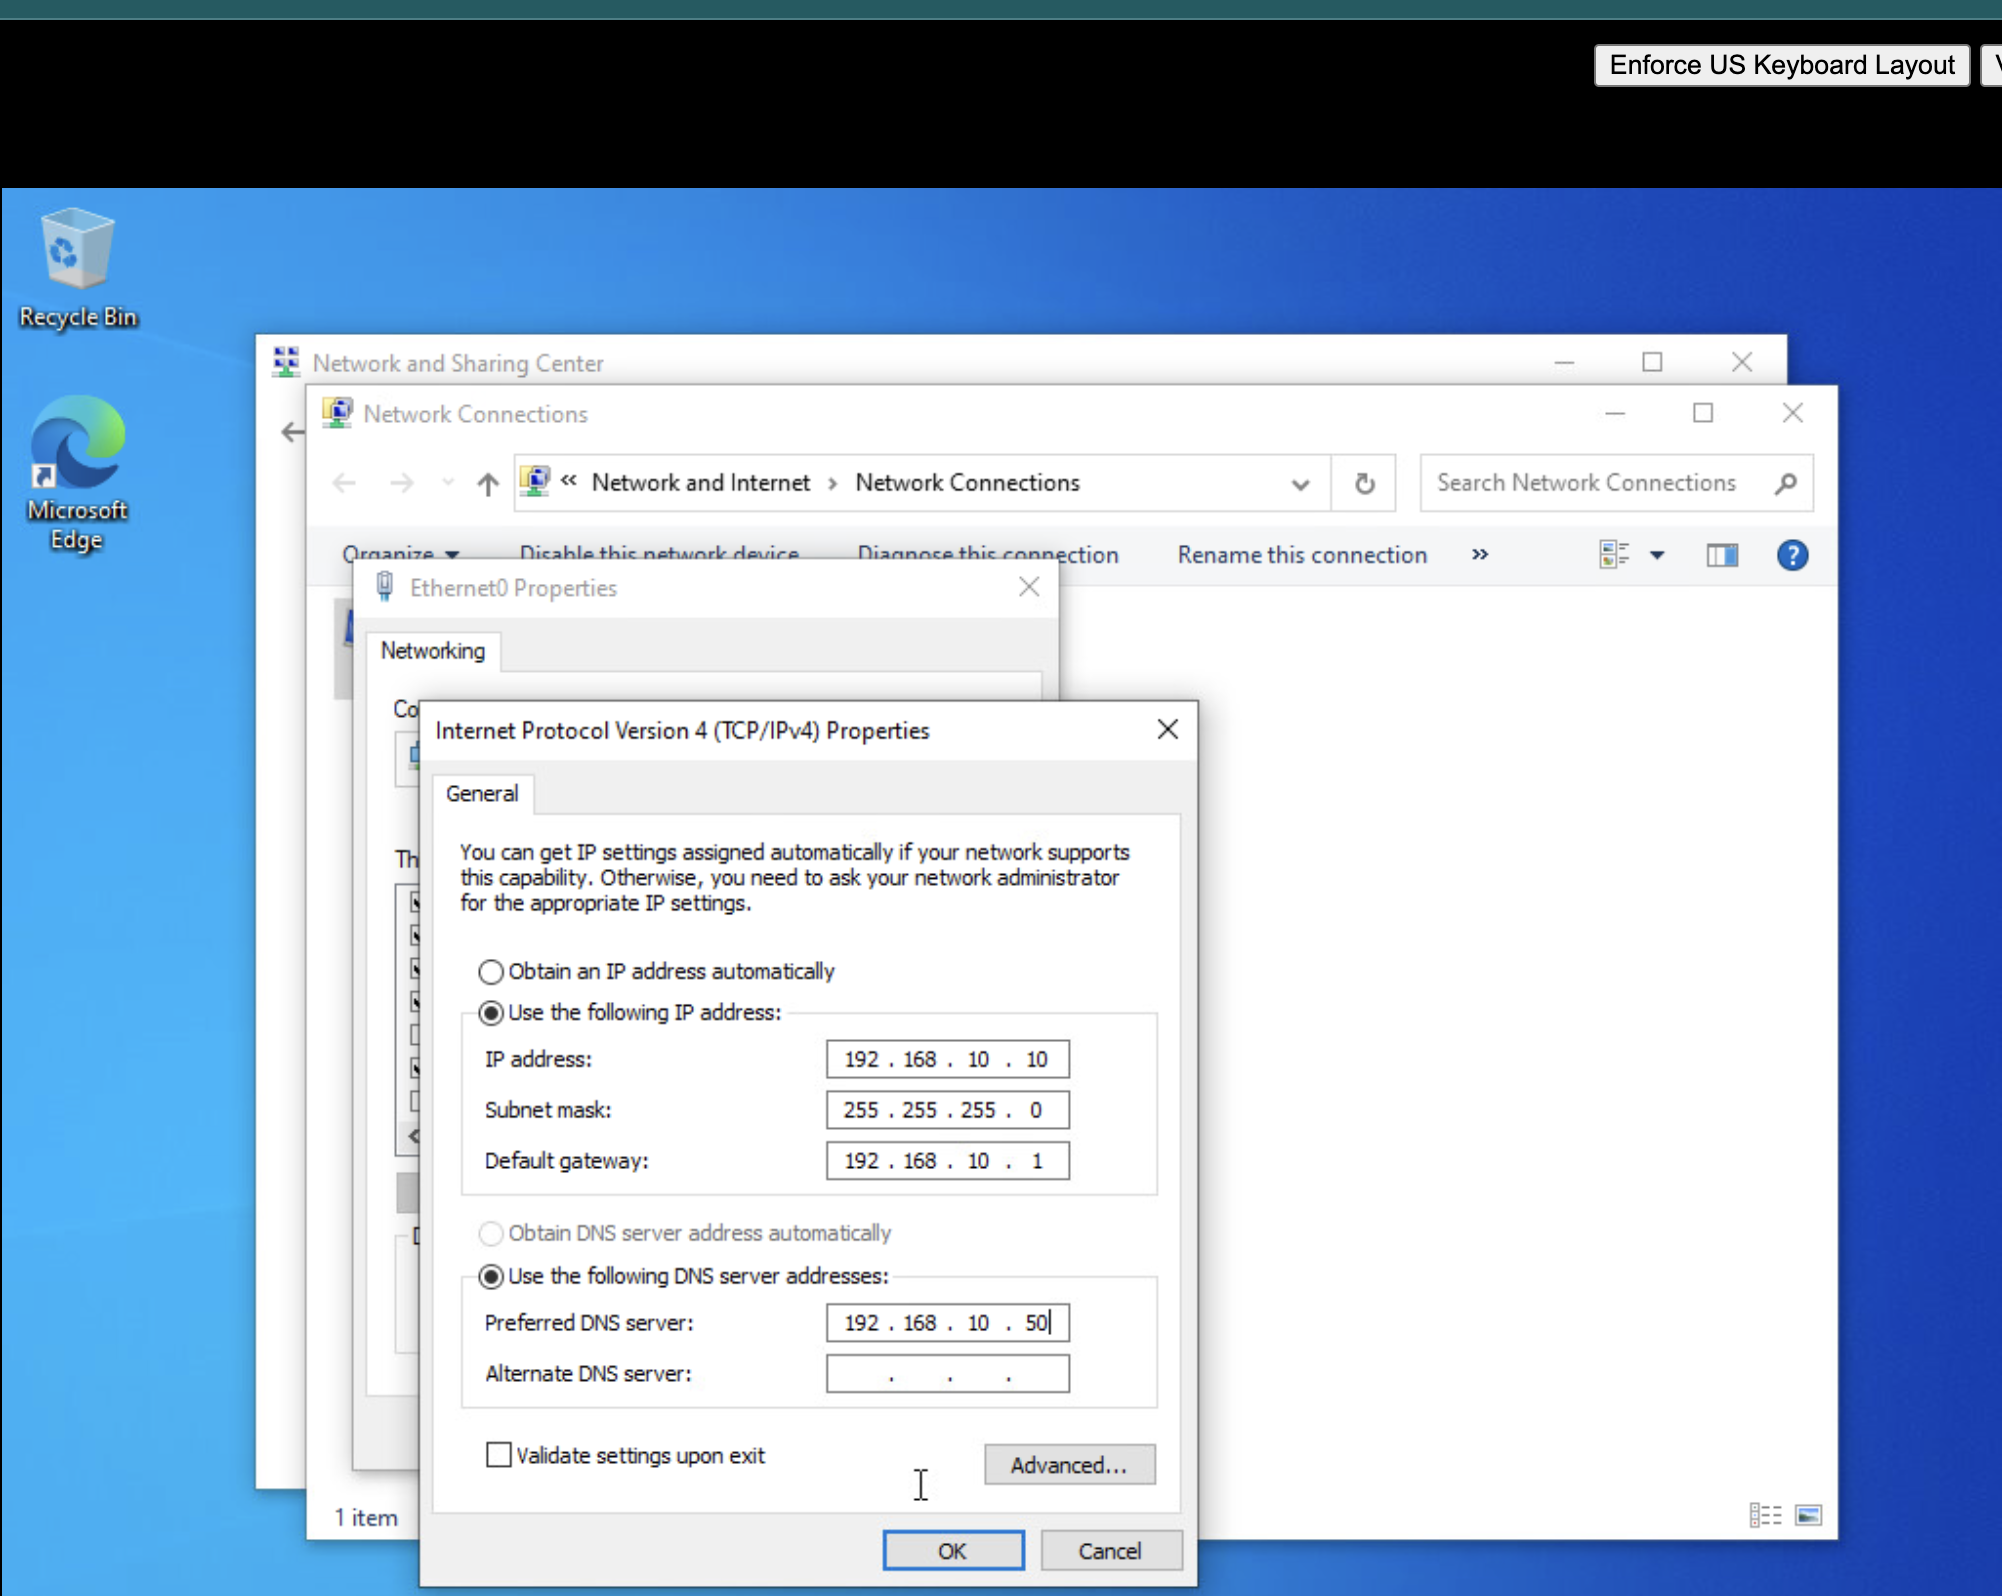 Enforce US Keyboard Layout
Recycle Bin
Microsoft
Edge
Network and Sharing Center
Network Connections
« Network and Internet › Network Connections
Search Network Connections
Organize
Disable this network device
Diagnose this connection
Rename this connection
»
Ethernet0 Properties
Networking
Co
Internet Protocol Version 4 (TCP/IPv4) Properties
General
Th
You can get IP settings assigned automatically if your network supports
this capability. Otherwise, you need to ask your network administrator
for the appropriate IP settings.
Obtain an IP address automatically
Use the following IP address:
IP address: 192 . 168 . 10 . 10
Subnet mask: 255 . 255 . 255 . 0
Default gateway: 192 . 168 . 10 . 1
Obtain DNS server address automatically
Use the following DNS server addresses:
Preferred DNS server: 192 . 168 . 10 . 50
Alternate DNS server: . . .
Validate settings upon exit
Advanced...
1 item
OK
Cancel